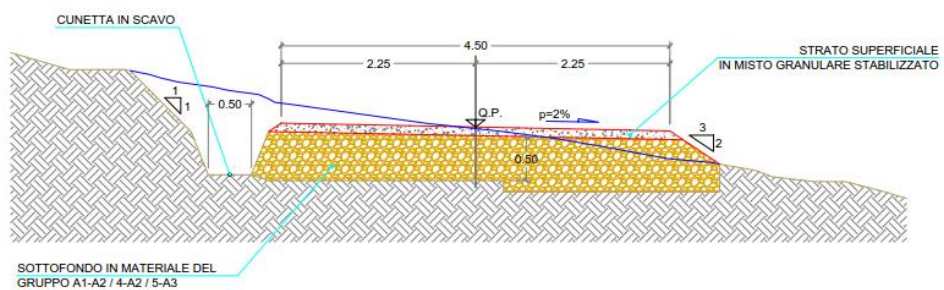 CUNETTA IN SCAVO
4.50
2.25
2.25
STRATO SUPERFICIALE
IN MISTO GRANULARE STABILIZZATO
1
1
0.50
Q.P.
p=2%
3
2
0.50
SOTTOFONDO IN MATERIALE DEL
GRUPPO A1-A2 / 4-A2 / 5-A3